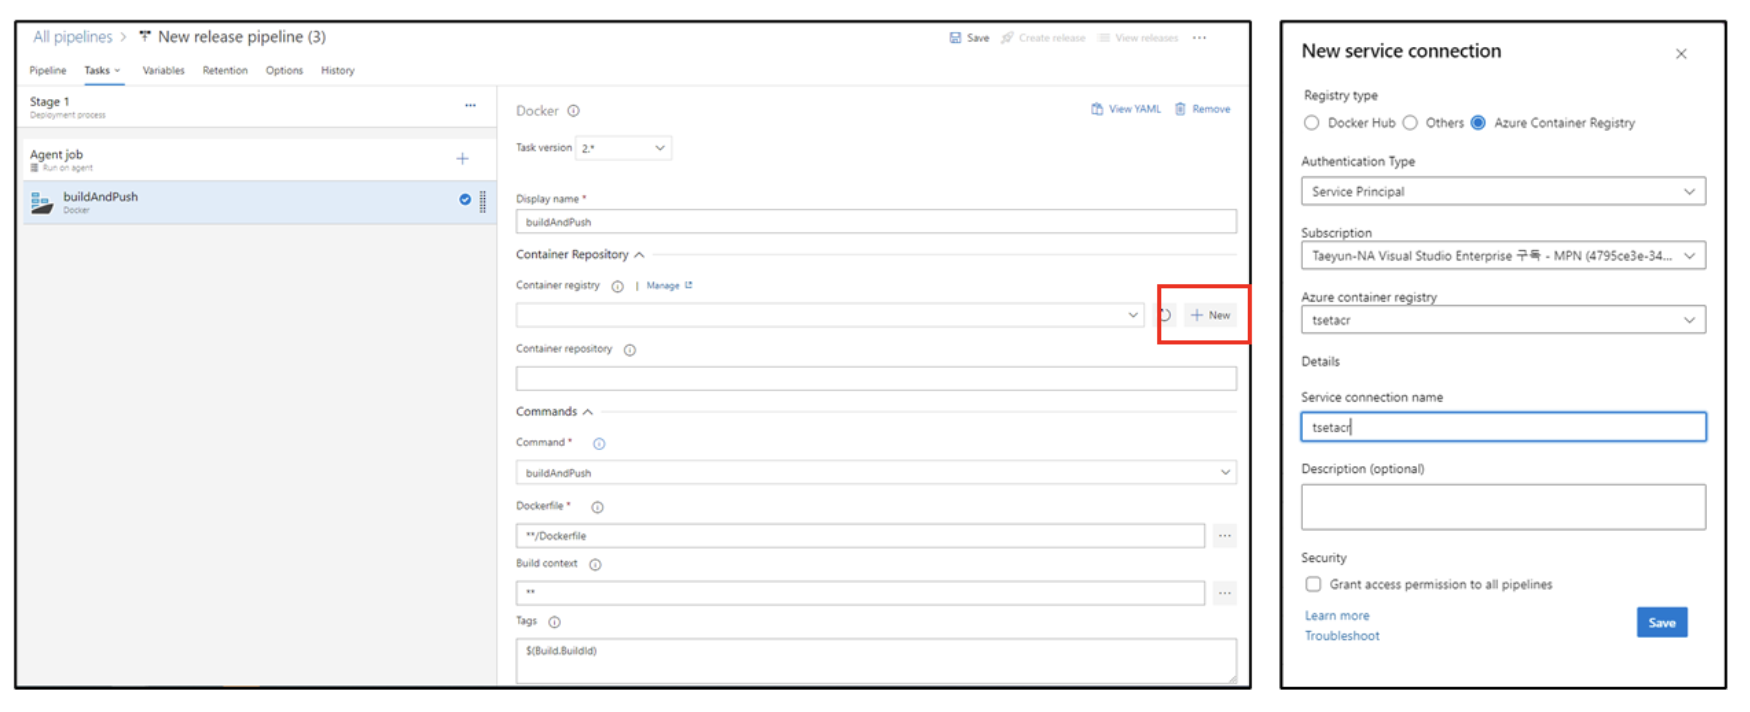 All pipelines > New release pipeline (3)
Save Create release View releases ...
Pipeline Tasks Variables Retention Options History
Stage 1
Deployment process
...
Agent job
Run on agent
buildAndPush
Docker
Docker
View YAML Remove
Task version 2.*
Display name *
buildAndPush
Container Repository
Container registry | Manage
New
Container repository
Commands
Command *
buildAndPush
Dockerfile *
**/Dockerfile
...
Build context
**
...
Tags
$(Build.BuildId)
New service connection
Registry type
Docker Hub Others Azure Container Registry
Authentication Type
Service Principal
Subscription
Taeyun-NA Visual Studio Enterprise 구독 - MPN (4795ce3e-34...
Azure container registry
tsetacr
Details
Service connection name
tsetacr
Description (optional)
Security
Grant access permission to all pipelines
Learn more
Troubleshoot
Save